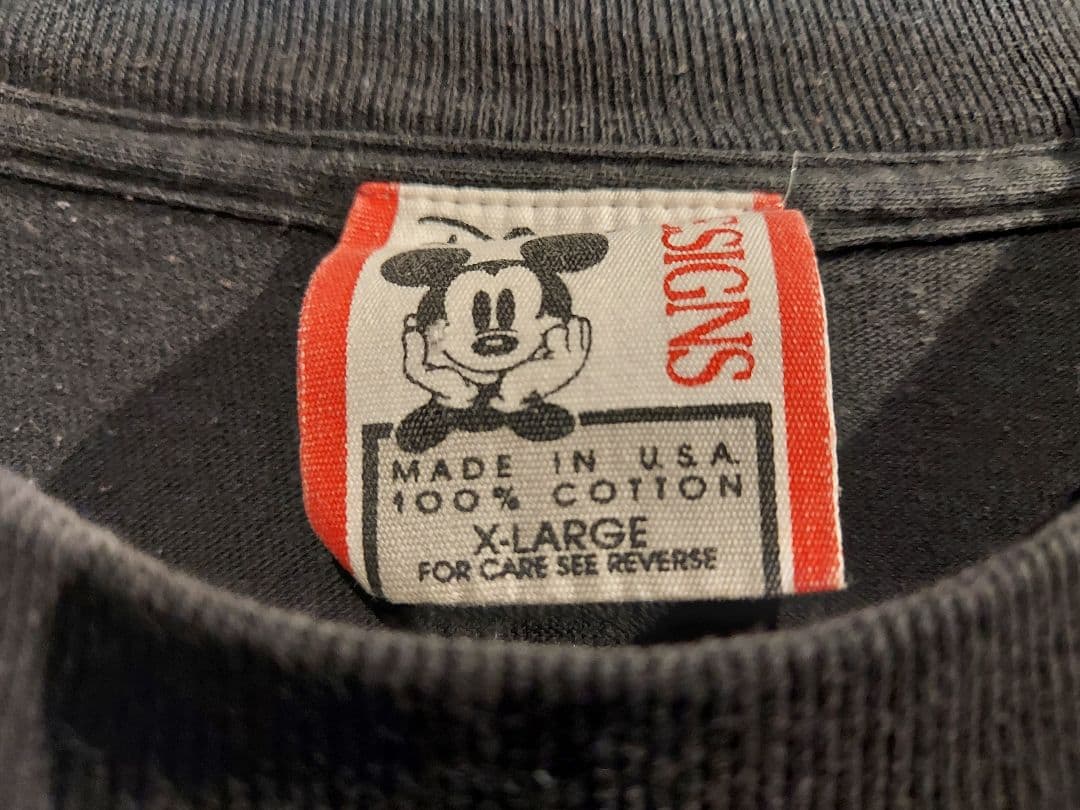 SIGNS
MADE IN U.S.A.
100% COTTON
X-LARGE
FOR CARE SEE REVERSE